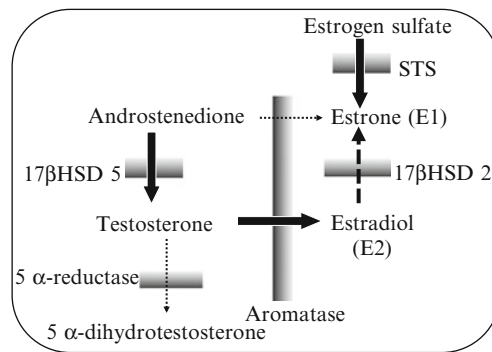 Estrogen sulfate
STS
Androstenedione
Estrone (E1)
17βHSD 5
17βHSD 2
Testosterone
Estradiol
(E2)
5 α-reductase
Aromatase
5 α-dihydrotestosterone